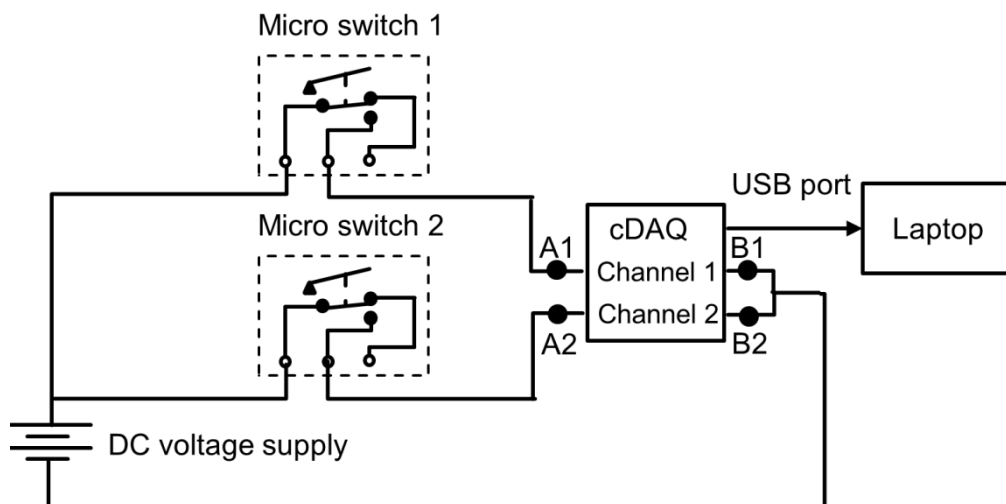 Micro switch 1
USB port
Micro switch 2
A1
cDAQ
B1
Laptop
Channel 1
Channel 2
A2
B2
DC voltage supply